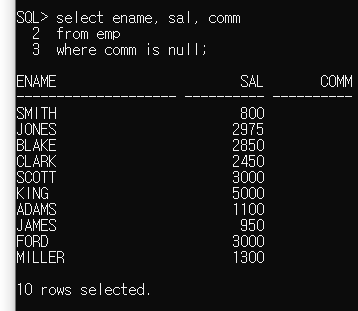 SQL> select ename, sal, comm
  2  from emp
  3  where comm is null;
ENAME                       SAL       COMM
-------------------- ---------- ----------
SMITH                       800
JONES                      2975
BLAKE                      2850
CLARK                      2450
SCOTT                      3000
KING                       5000
ADAMS                      1100
JAMES                       950
FORD                       3000
MILLER                     1300
10 rows selected.